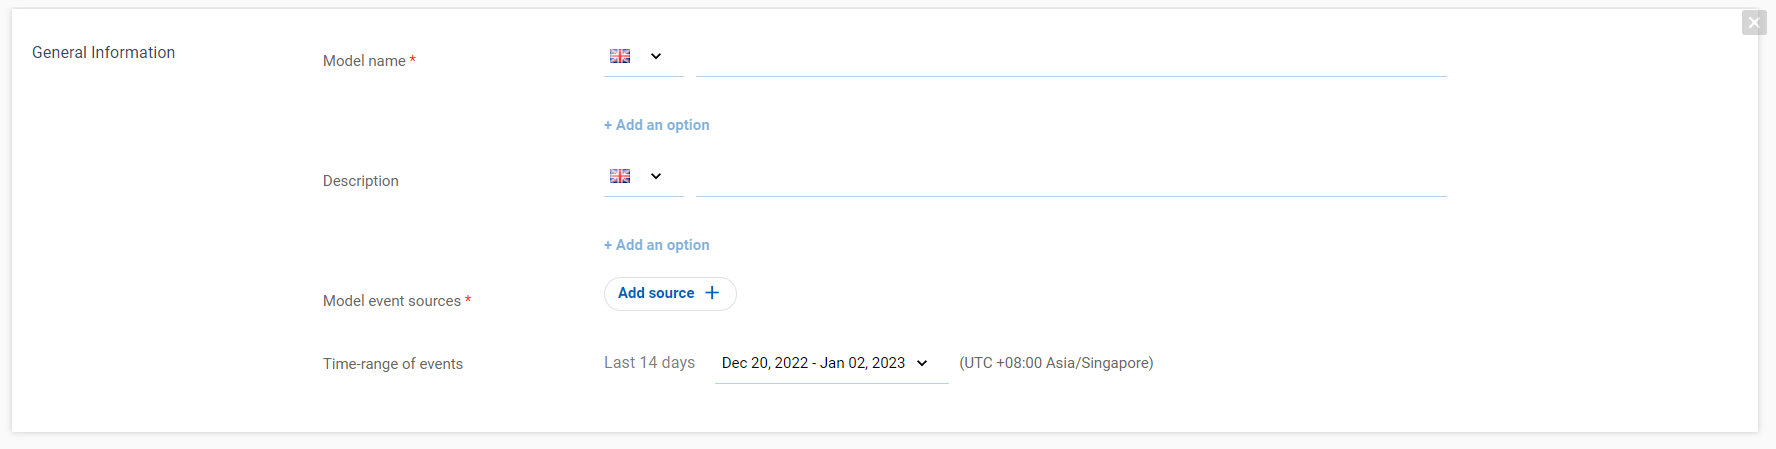 General Information
Model name *
+ Add an option
Description
+ Add an option
Model event sources *
Add source +
Time-range of events
Last 14 days Dec 20, 2022 - Jan 02, 2023 (UTC +08:00 Asia/Singapore)